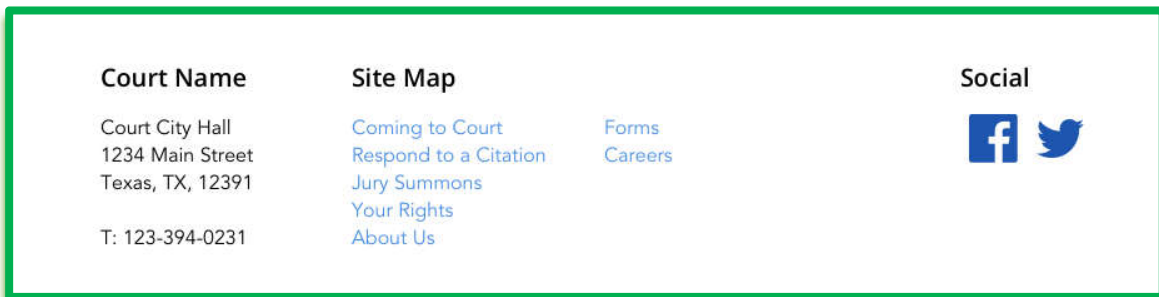 Court Name
Court City Hall
1234 Main Street
Texas, TX, 12391
T: 123-394-0231
Site Map
Coming to Court
Respond to a Citation
Jury Summons
Your Rights
About Us
Forms
Careers
Social